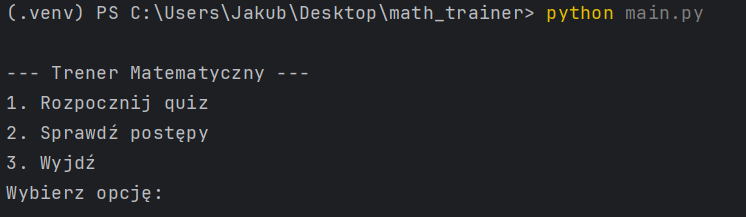 (.venv) PS C:\Users\Jakub\Desktop\math_trainer> python main.py
--- Trener Matematyczny ---
1. Rozpocznij quiz
2. Sprawdź postępy
3. Wyjdź
Wybierz opcję: